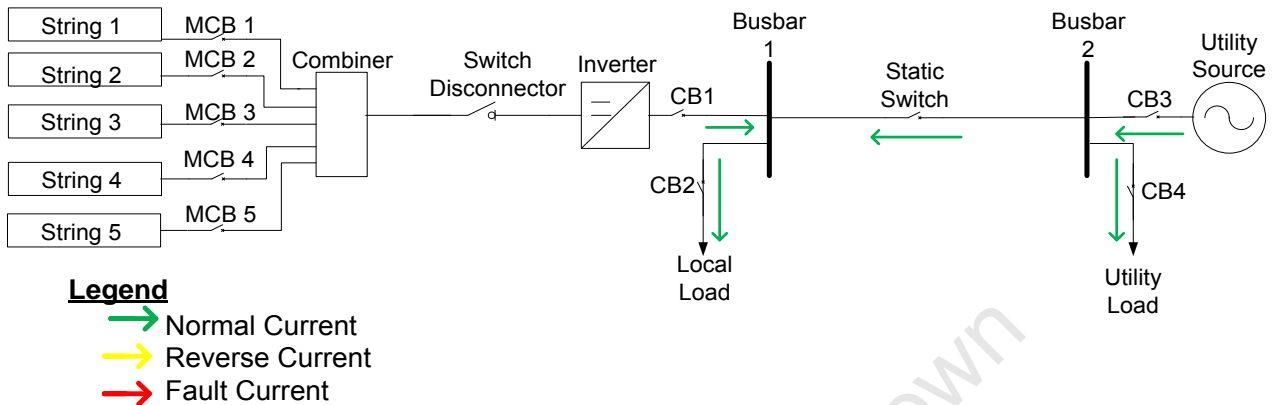 String 1
MCB 1
String 2
MCB 2
String 3
MCB 3
String 4
MCB 4
String 5
MCB 5
Combiner
Switch
Disconnector
Inverter
CB1
Busbar
1
CB2
Local
Load
Static
Switch
Busbar
2
CB3
Utility
Source
CB4
Utility
Load
Legend
Normal Current
Reverse Current
Fault Current
own